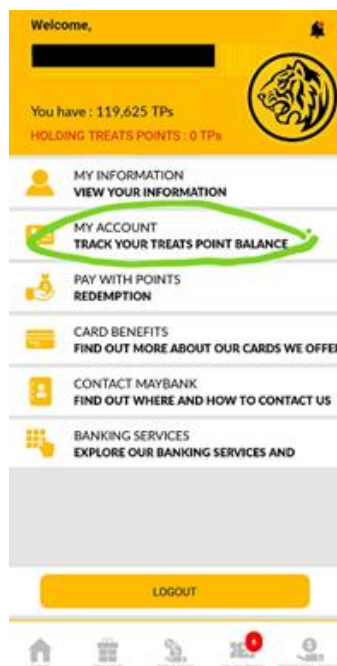 Welcome,
You have : 119,625 TPs
HOLDING TREATS POINTS : 0 TPs
MY INFORMATION
VIEW YOUR INFORMATION
MY ACCOUNT
TRACK YOUR TREATS POINT BALANCE
PAY WITH POINTS
REDEMPTION
CARD BENEFITS
FIND OUT MORE ABOUT OUR CARDS WE OFFER
CONTACT MAYBANK
FIND OUT WHERE AND HOW TO CONTACT US
BANKING SERVICES
EXPLORE OUR BANKING SERVICES AND
LOGOUT
6